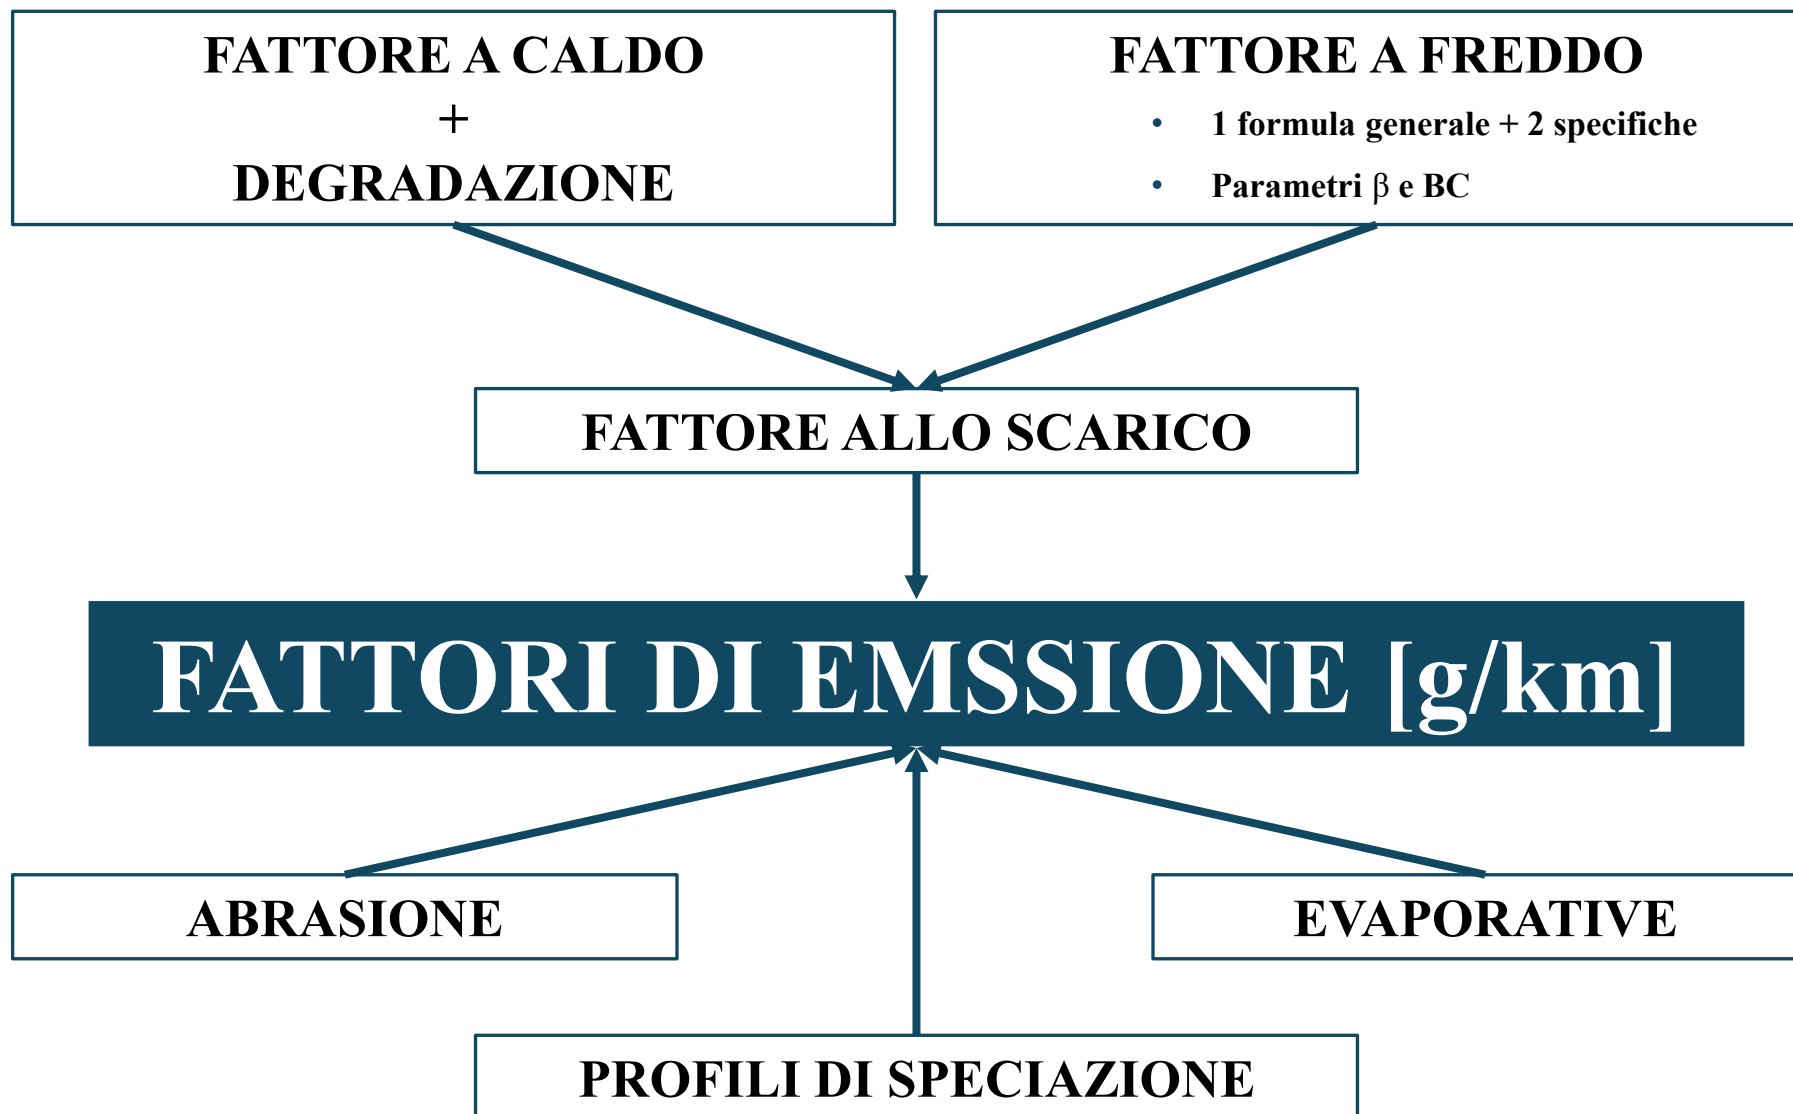 FATTORE A CALDO
+
DEGRADAZIONE
FATTORE A FREDDO
• 1 formula generale + 2 specifiche
• Parametri β e BC
FATTORE ALLO SCARICO
FATTORI DI EMSSIONE [g/km]
ABRASIONE
EVAPORATIVE
PROFILI DI SPECIAZIONE